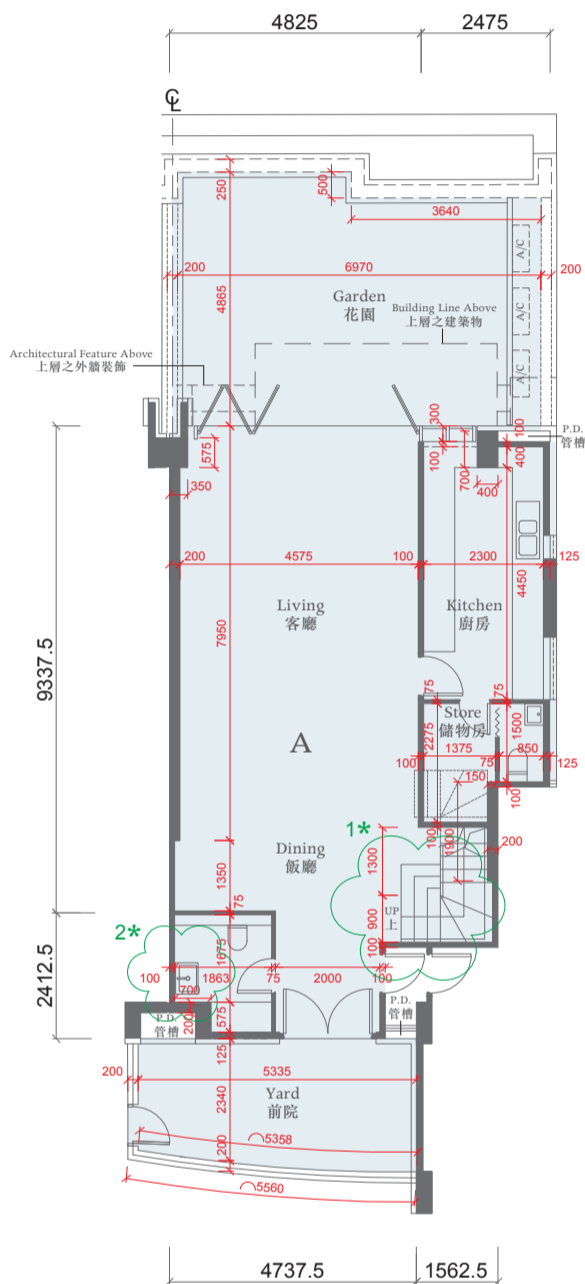 4825
2475
℄
250
500
3640
200
6970
200
4865
Garden
花園
A/C
A/C
A/C
Building Line Above
上層之建築物
Architectural Feature Above
上層之外牆裝飾
P.D.
管槽
300
100
100
700
400
400
575
350
200
4575
100
2300
125
4450
9337.5
7950
Living
客廳
Kitchen
廚房
75
75
Store
儲物房
1500
2275
1375
850
A
100
75
150
125
100
1*
100
1900
200
1300
Dining
飯廳
1350
75
UP
上
900
2*
100
2412.5
1675
100
1863
75
2000
100
700
P.D.
管槽
200
575
P.D.
管槽
125
200
5335
Yard
前院
2340
5358
200
5560
4737.5
1562.5